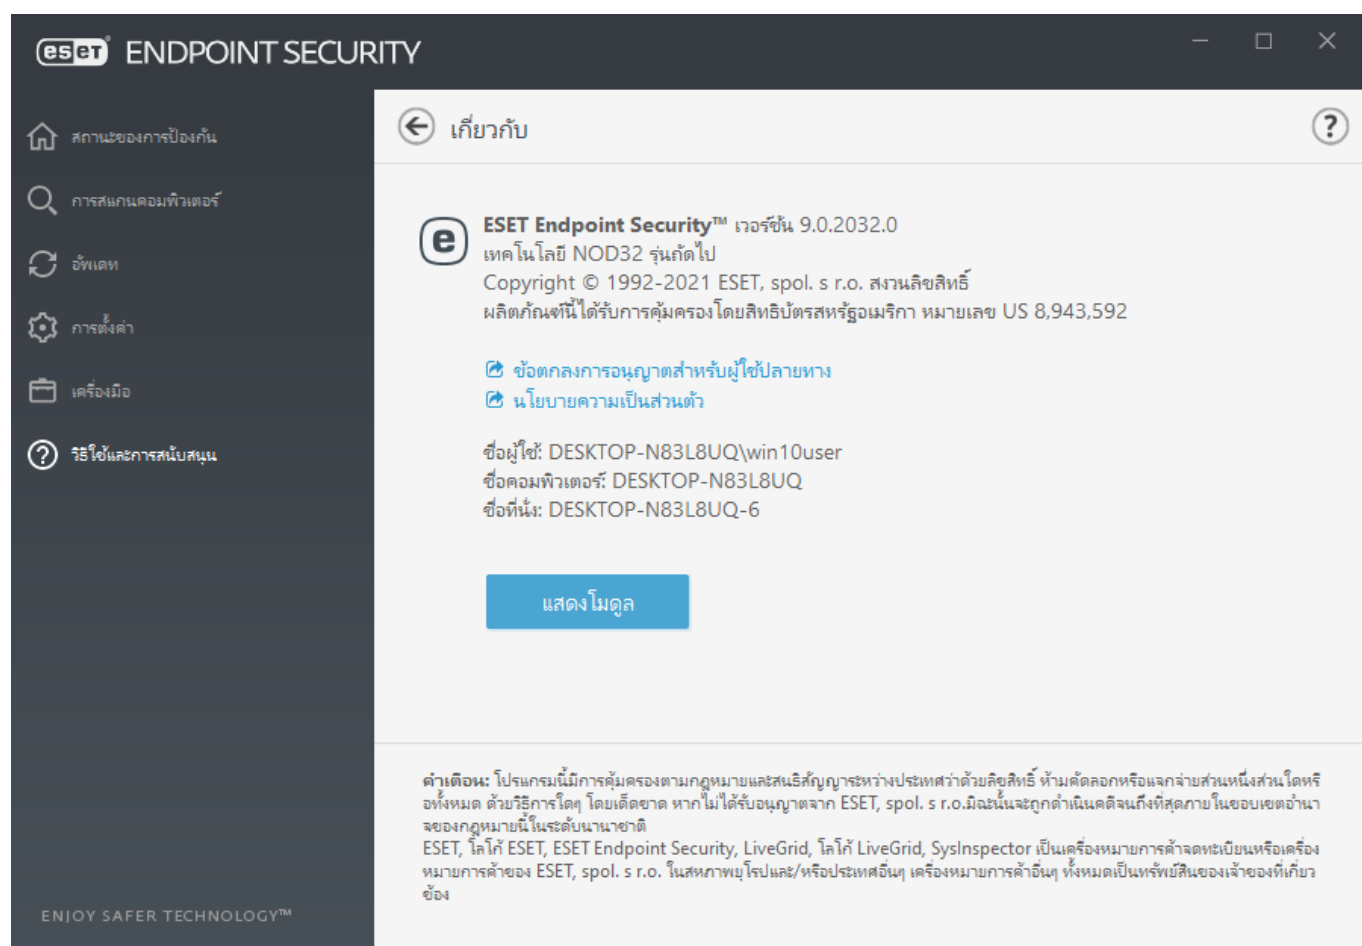 eset ENDPOINT SECURITY
สถานะของการป้องกัน
การสแกนคอมพิวเตอร์
อัพเดท
การตั้งค่า
เครื่องมือ
วิธีใช้และการสนับสนุน
ENJOY SAFER TECHNOLOGY™
เกี่ยวกับ
?
e
ESET Endpoint Security™ เวอร์ชัน 9.0.2032.0
เทคโนโลยี NOD32 รุ่นถัดไป
Copyright © 1992-2021 ESET, spol. s r.o. สงวนลิขสิทธิ์
ผลิตภัณฑ์นี้ได้รับการคุ้มครองโดยสิทธิบัตรสหรัฐอเมริกา หมายเลข US 8,943,592
ข้อตกลงการอนุญาตสำหรับผู้ใช้ปลายทาง
นโยบายความเป็นส่วนตัว
ชื่อผู้ใช้: DESKTOP-N83L8UQ\win10user
ชื่อคอมพิวเตอร์: DESKTOP-N83L8UQ
ชื่อที่นั่ง: DESKTOP-N83L8UQ-6
แสดงโมดูล
คำเตือน: โปรแกรมนี้มีการคุ้มครองตามกฎหมายและสนธิสัญญาระหว่างประเทศว่าด้วยลิขสิทธิ์ ห้ามคัดลอกหรือแจกจ่ายส่วนหนึ่งส่วนใดหรื
อทั้งหมด ด้วยวิธีการใดๆ โดยเด็ดขาด หากไม่ได้รับอนุญาตจาก ESET, spol. s r.o.มิฉะนั้นจะถูกดำเนินคดีจนถึงที่สุดภายในขอบเขตอำนา
จของกฎหมายนี้ในระดับนานาชาติ
ESET, โลโก้ ESET, ESET Endpoint Security, LiveGrid, โลโก้ LiveGrid, SysInspector เป็นเครื่องหมายการค้าจดทะเบียนหรือเครื่อง
หมายการค้าของ ESET, spol. s r.o. ในสหภาพยุโรปและ/หรือประเทศอื่นๆ เครื่องหมายการค้าอื่นๆ ทั้งหมดเป็นทรัพย์สินของเจ้าของที่เกี่ยว
ข้อง